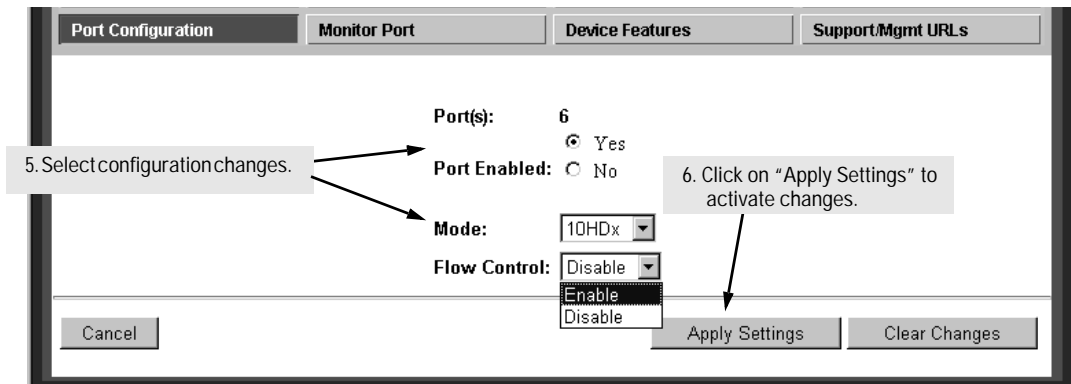 Port Configuration
Monitor Port
Device Features
Support/Mgmt URLs
Port(s): 6
Yes
5. Select configuration changes.
Port Enabled: No
6. Click on “Apply Settings” to
activate changes.
Mode: 10HDx
Flow Control: Disable
Enable
Disable
Cancel
Apply Settings
Clear Changes